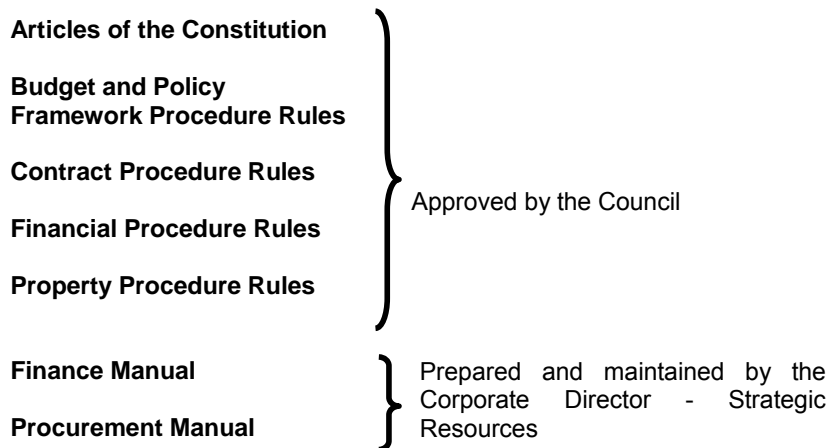 Articles of the Constitution
Budget and Policy
Framework Procedure Rules
Contract Procedure Rules
Approved by the Council
Financial Procedure Rules
Property Procedure Rules
Finance Manual
Procurement Manual
Prepared and maintained by the
Corporate Director - Strategic
Resources